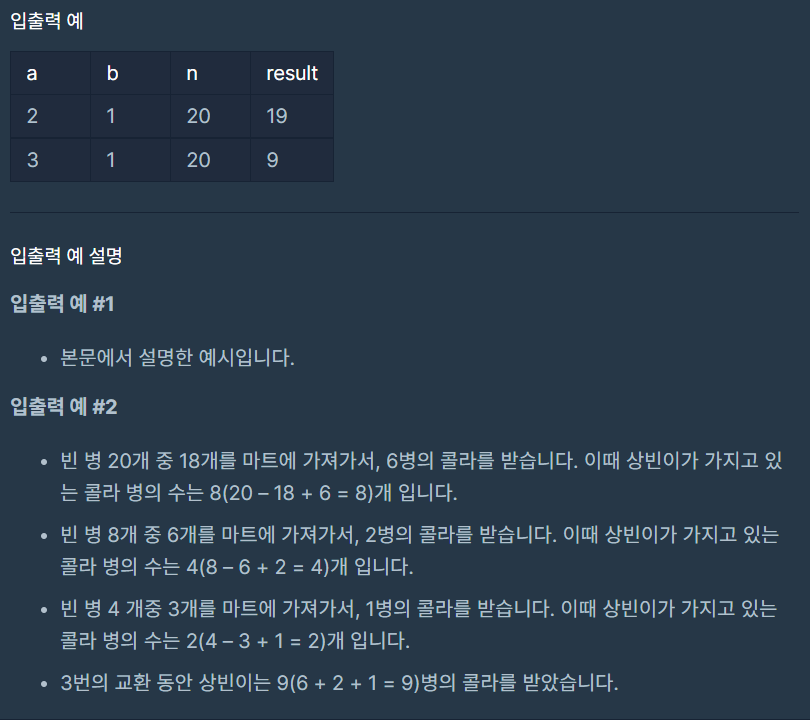 입출력 예
a b n result
2 1 20 19
3 1 20 9
입출력 예 설명
입출력 예 #1
• 본문에서 설명한 예시입니다.
입출력 예 #2
• 빈 병 20개 중 18개를 마트에 가져가서, 6병의 콜라를 받습니다. 이때 상빈이가 가지고 있
는 콜라 병의 수는 8(20 – 18 + 6 = 8)개 입니다.
• 빈 병 8개 중 6개를 마트에 가져가서, 2병의 콜라를 받습니다. 이때 상빈이가 가지고 있는
콜라 병의 수는 4(8 – 6 + 2 = 4)개 입니다.
• 빈 병 4 개중 3개를 마트에 가져가서, 1병의 콜라를 받습니다. 이때 상빈이가 가지고 있는
콜라 병의 수는 2(4 – 3 + 1 = 2)개 입니다.
• 3번의 교환 동안 상빈이는 9(6 + 2 + 1 = 9)병의 콜라를 받았습니다.